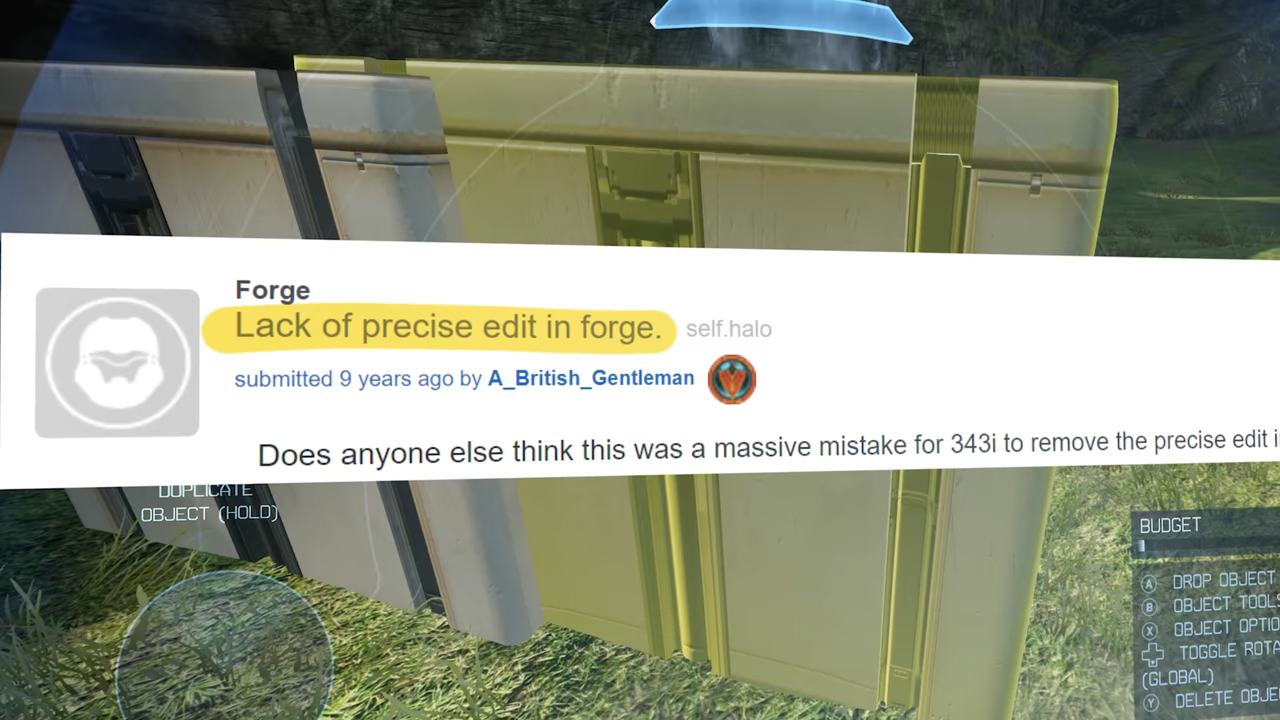 Forge
Lack of precise edit in forge. self.halo
submitted 9 years ago by A_British_Gentleman
Does anyone else think this was a massive mistake for 343i to remove the precise edit
DUPLICATE
OBJECT (HOLD)
BUDGET
A DROP OBJECT
B OBJECT TOOLS
X OBJECT OPTIO
TOGGLE ROTA
(GLOBAL)
Y DELETE OBJE